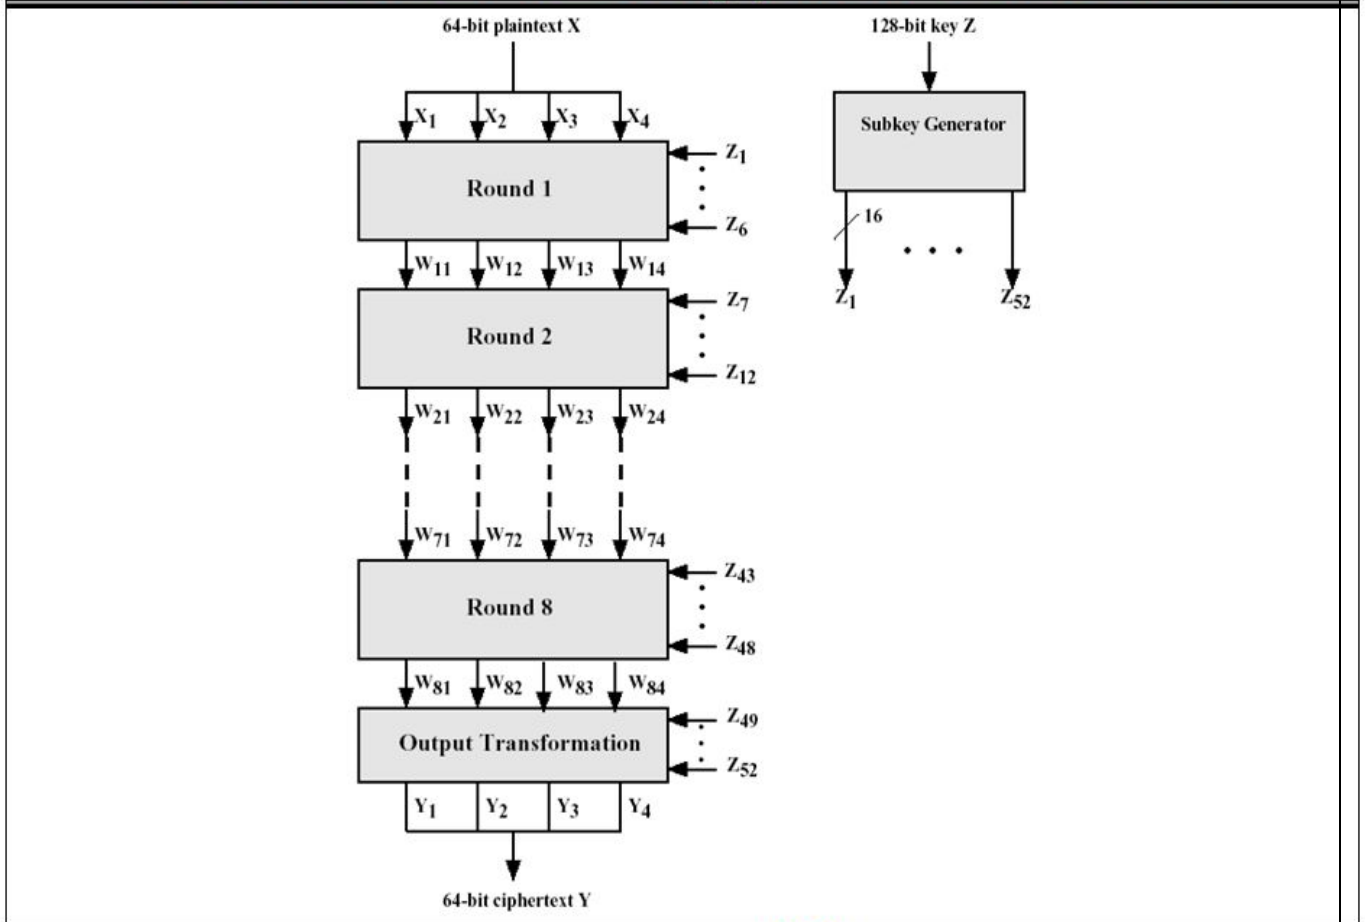 64-bit plaintext X
128-bit key Z
X1 X2 X3 X4
Subkey Generator
Round 1
Z1
Z6
16
Z1
Z52
W11 W12 W13 W14
Round 2
Z7
Z12
W21 W22 W23 W24
W71 W72 W73 W74
Round 8
Z43
Z48
W81 W82 W83 W84
Output Transformation
Z49
Z52
Y1 Y2 Y3 Y4
64-bit ciphertext Y